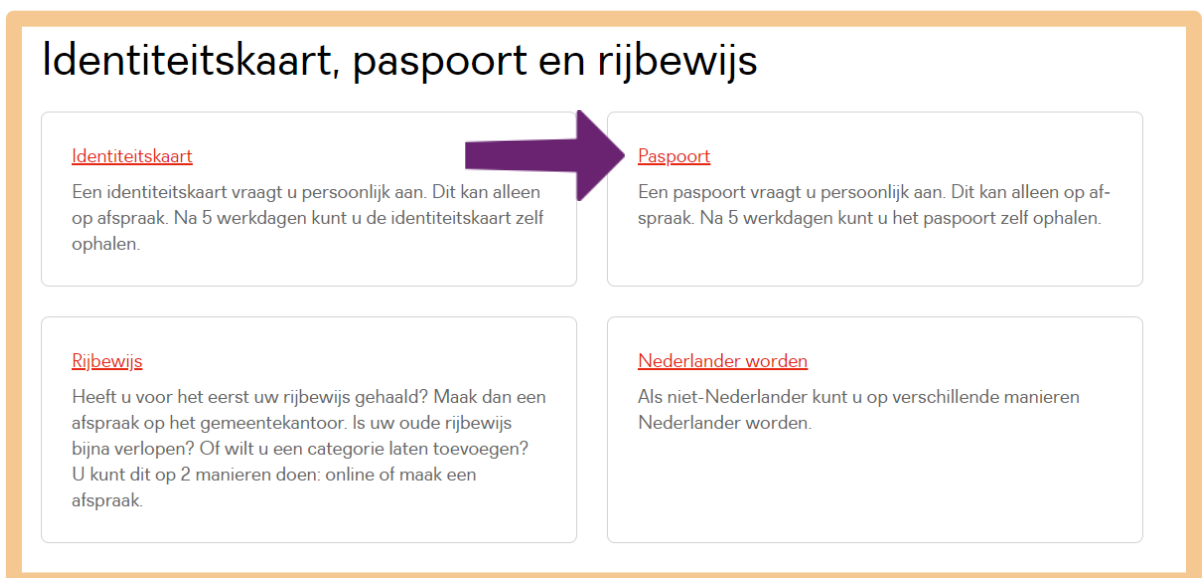 Identiteitskaart, paspoort en rijbewijs
Identiteitskaart
Een identiteitskaart vraagt u persoonlijk aan. Dit kan alleen
op afspraak. Na 5 werkdagen kunt u de identiteitskaart zelf
ophalen.
Paspoort
Een paspoort vraagt u persoonlijk aan. Dit kan alleen op af-
spraak. Na 5 werkdagen kunt u het paspoort zelf ophalen.
Rijbewijs
Heeft u voor het eerst uw rijbewijs gehaald? Maak dan een
afspraak op het gemeentekantoor. Is uw oude rijbewijs
bijna verlopen? Of wilt u een categorie laten toevoegen?
U kunt dit op 2 manieren doen: online of maak een
afspraak.
Nederlander worden
Als niet-Nederlander kunt u op verschillende manieren
Nederlander worden.